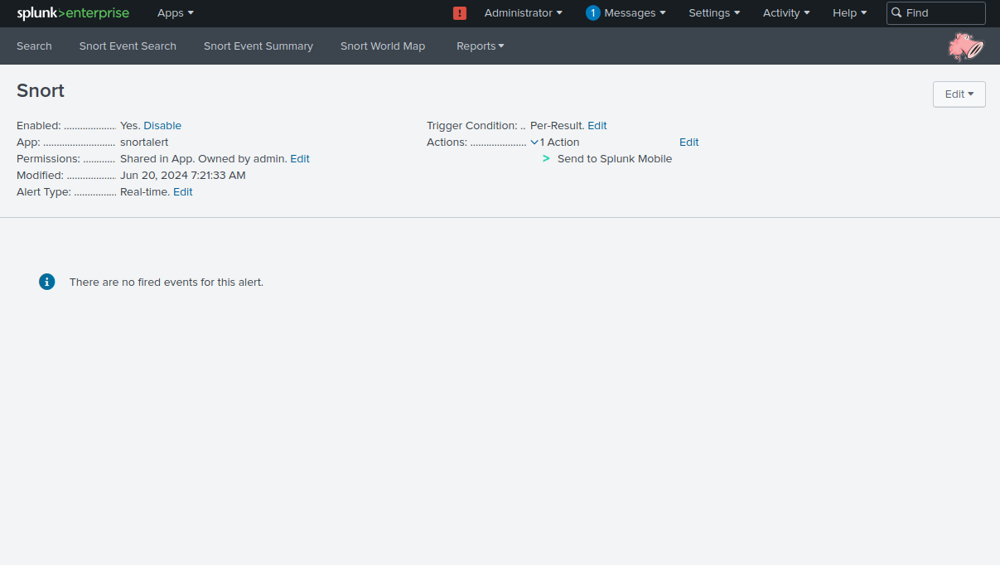 splunk>enterprise Apps ! Administrator 1 Messages Settings Activity Help Find
Search Snort Event Search Snort Event Summary Snort World Map Reports
Snort
Edit
Enabled: .................... Yes. Disable
App: ........................... snortalert
Permissions: ............ Shared in App. Owned by admin. Edit
Modified: ................... Jun 20, 2024 7:21:33 AM
Alert Type: ................ Real-time. Edit
Trigger Condition: .. Per-Result. Edit
Actions: ..................... 1 Action Edit
> Send to Splunk Mobile
i There are no fired events for this alert.